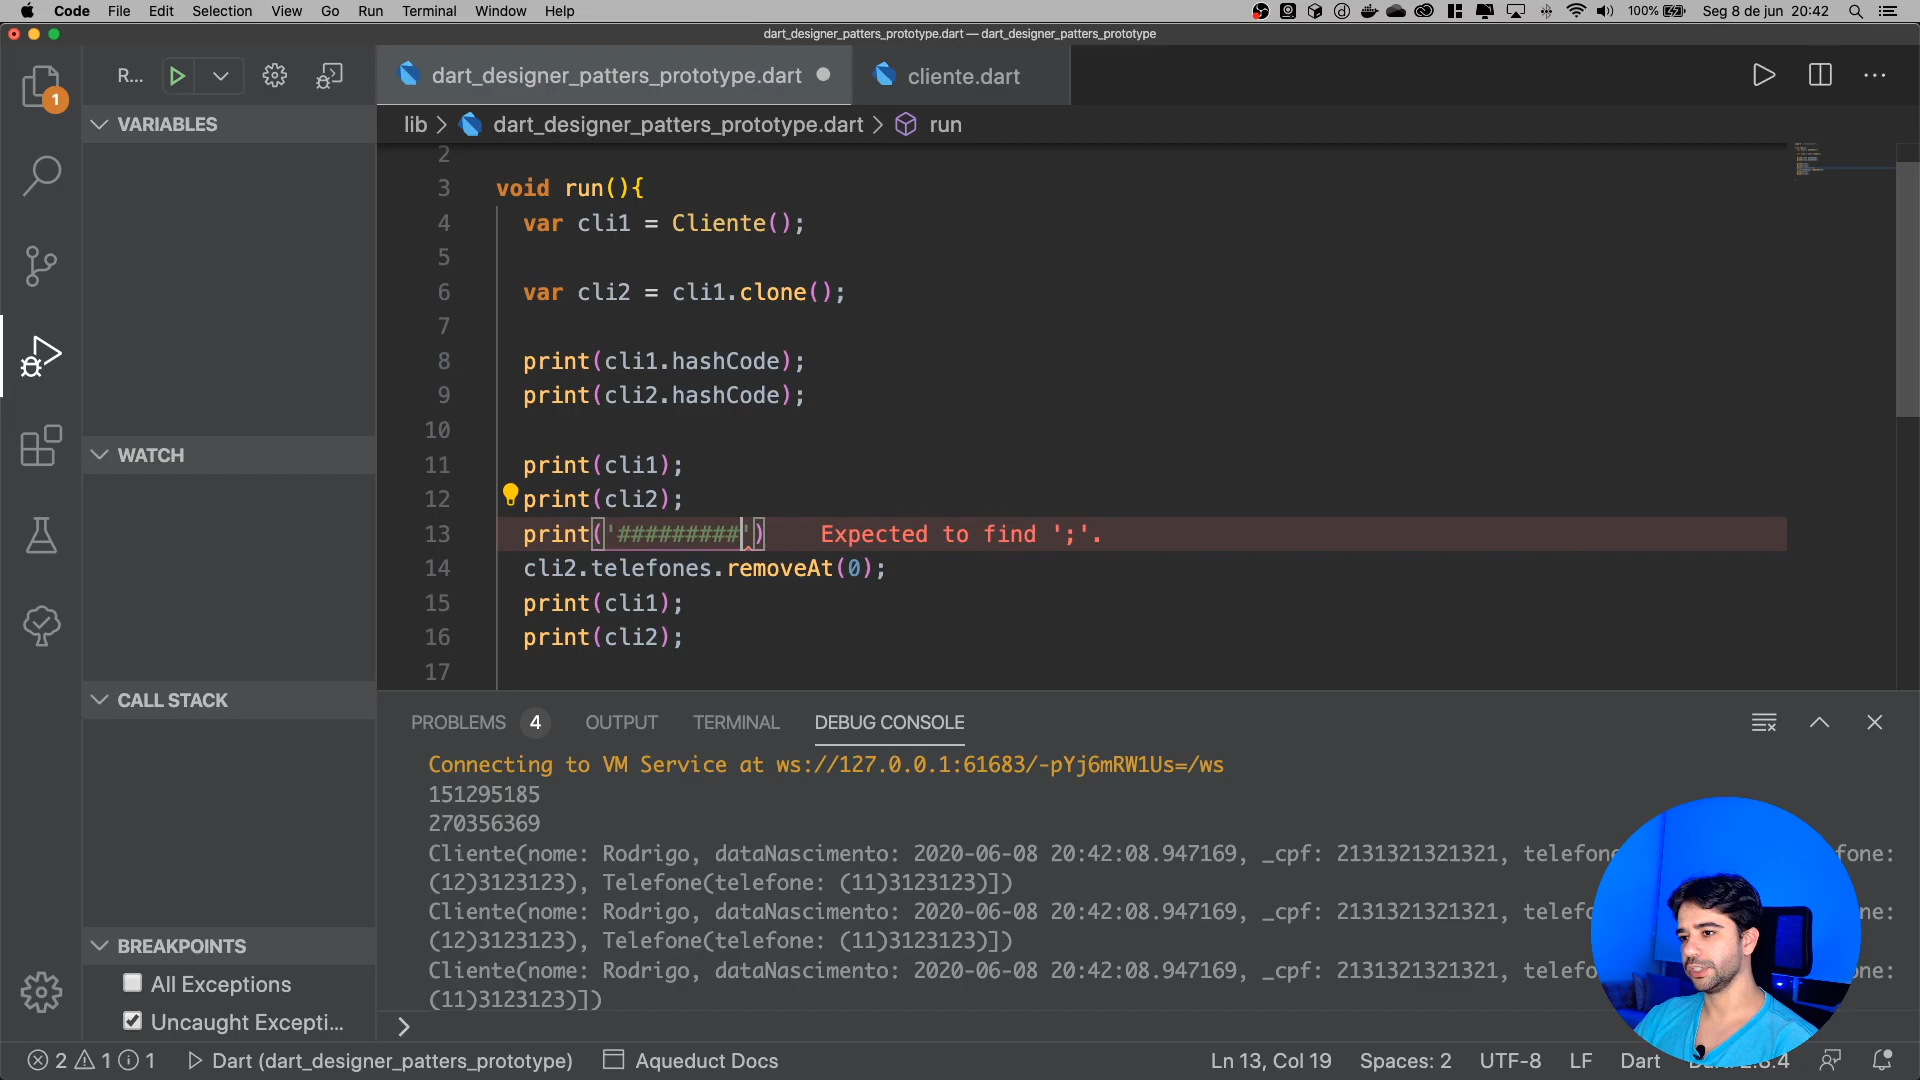 Code File Edit Selection View Go Run Terminal Window Help
100% Seg 8 de jun 20:42
dart_designer_patters_prototype.dart — dart_designer_patters_prototype
R...
dart_designer_patters_prototype.dart
cliente.dart
1
VARIABLES
lib > dart_designer_patters_prototype.dart > run
2
3 void run(){
4 var cli1 = Cliente();
5
6 var cli2 = cli1.clone();
7
8 print(cli1.hashCode);
9 print(cli2.hashCode);
10
11 print(cli1);
12 print(cli2);
13 print('#########') Expected to find ';'.
14 cli2.telefones.removeAt(0);
15 print(cli1);
16 print(cli2);
17
WATCH
CALL STACK
BREAKPOINTS
All Exceptions
Uncaught Excepti...
PROBLEMS 4 OUTPUT TERMINAL DEBUG CONSOLE
Connecting to VM Service at ws://127.0.0.1:61683/-pYj6mRW1Us=/ws
151295185
270356369
Cliente(nome: Rodrigo, dataNascimento: 2020-06-08 20:42:08.947169, _cpf: 2131321321321, telefone fone:
(12)3123123), Telefone(telefone: (11)3123123)])
Cliente(nome: Rodrigo, dataNascimento: 2020-06-08 20:42:08.947169, _cpf: 2131321321321, telefo ne:
(12)3123123), Telefone(telefone: (11)3123123)])
Cliente(nome: Rodrigo, dataNascimento: 2020-06-08 20:42:08.947169, _cpf: 2131321321321, telefo one:
(11)3123123)])
>
2 1 1 Dart (dart_designer_patters_prototype) Aqueduct Docs Ln 13, Col 19 Spaces: 2 UTF-8 LF Dart